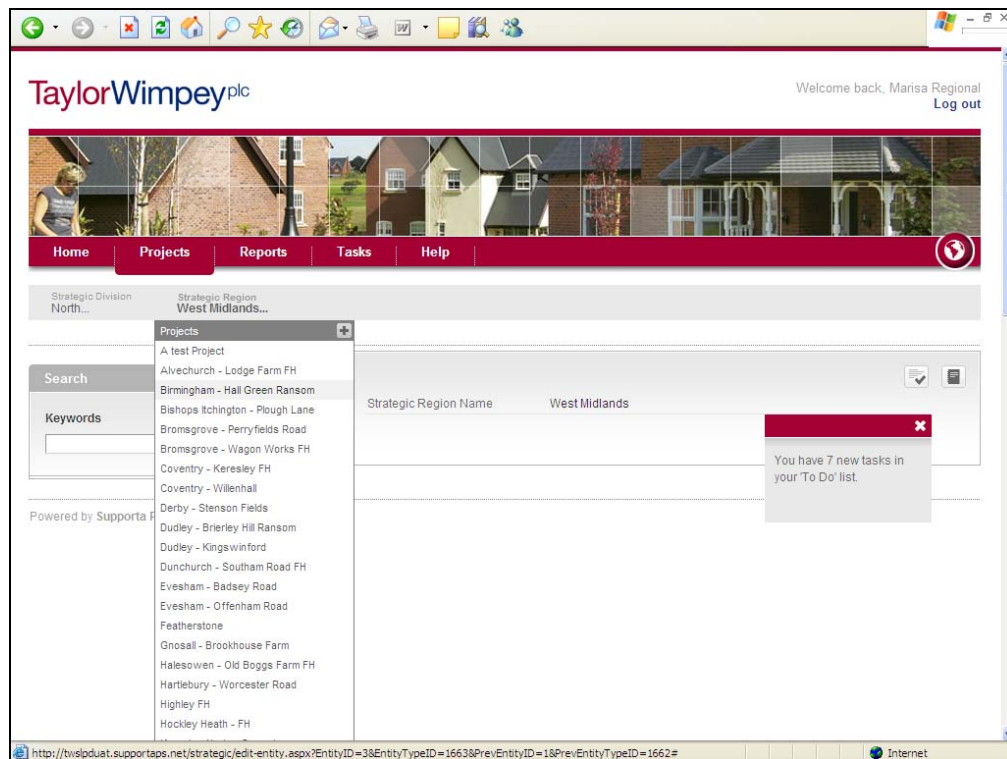 TaylorWimpey plc
Welcome back, Marisa Regional
Log out
Home Projects Reports Tasks Help
Strategic Division
North...
Strategic Region
West Midlands...
Projects
A test Project
Alvechurch - Lodge Farm FH
Birmingham - Hall Green Ransom
Bishops Itchington - Plough Lane
Bromsgrove - Perryfields Road
Bromsgrove - Wagon Works FH
Coventry - Keresley FH
Coventry - Willenhall
Derby - Stenson Fields
Dudley - Brierley Hill Ransom
Dudley - Kingswinford
Dunchurch - Southam Road FH
Evesham - Badsey Road
Evesham - Offenham Road
Featherstone
Gnosall - Brookhouse Farm
Halesowen - Old Boggs Farm FH
Hartlebury - Worcester Road
Highley FH
Hockley Heath - FH
Search
Keywords
Strategic Region Name West Midlands
You have 7 new tasks in
your 'To Do' list.
Powered by Supporta
http://twslpduat.supportaps.net/strategic/edit-entity.aspx?EntityID=3&EntityTypeID=1663&PrevEntityID=1&PrevEntityTypeID=1662#
Internet